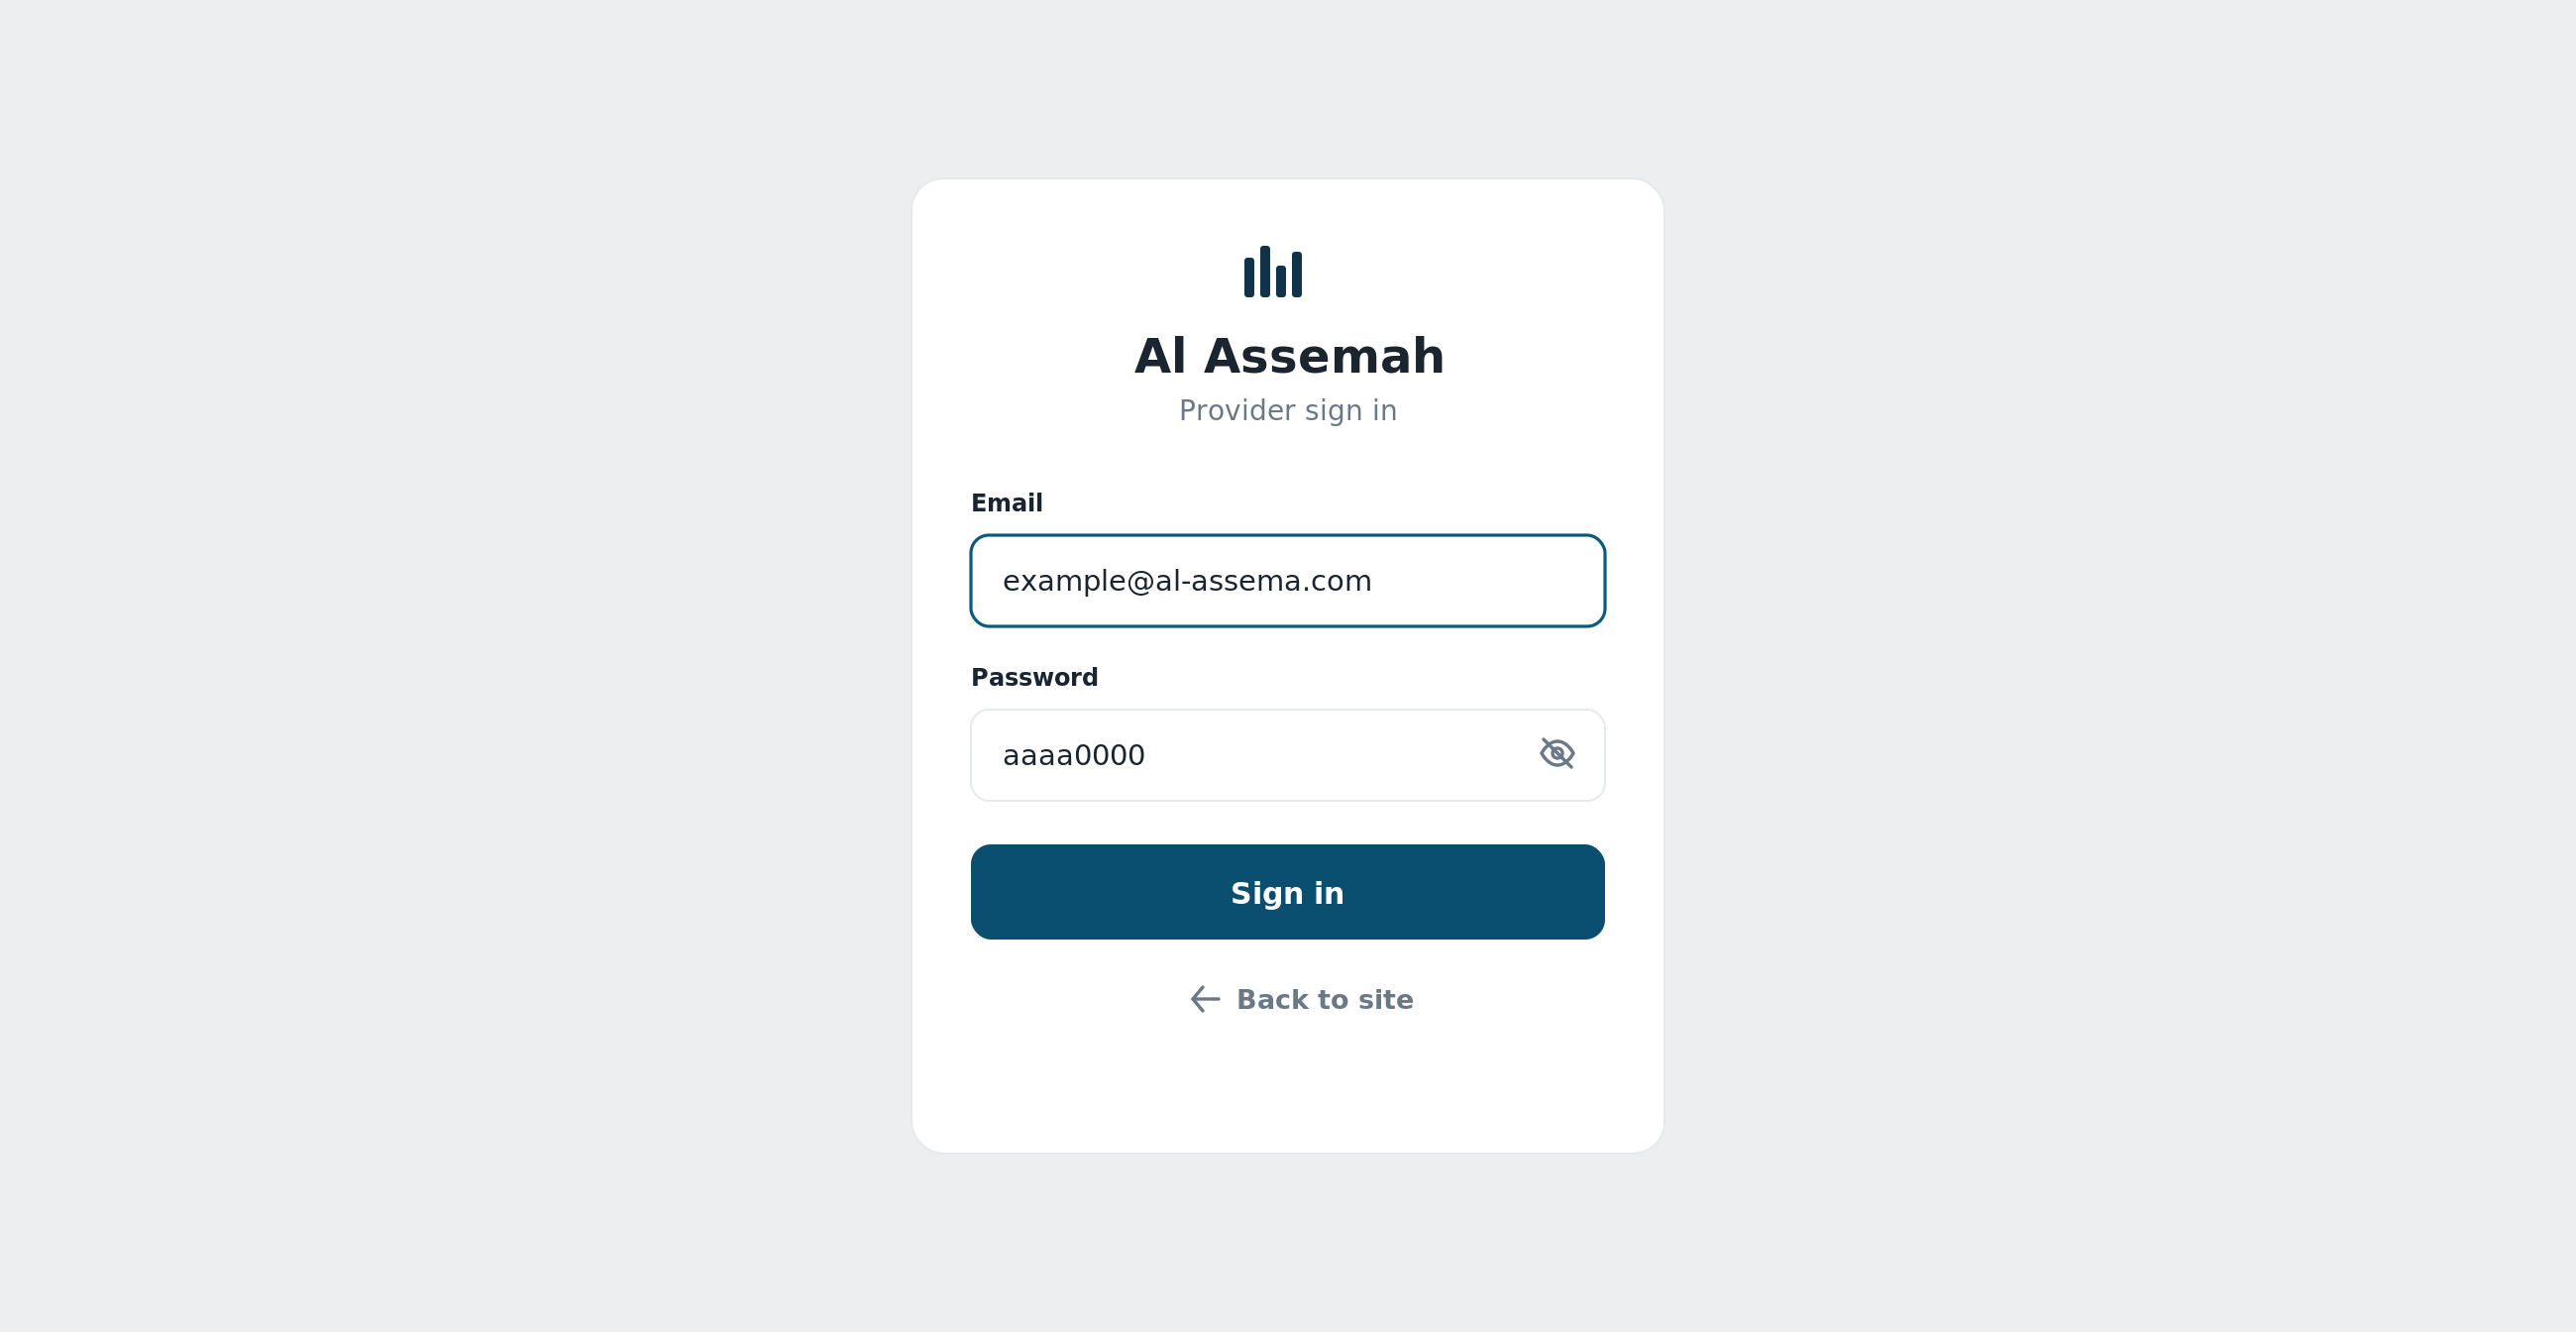 Al Assemah
Provider sign in
Email
example@al-assema.com
Password
aaaa0000
Sign in
Back to site